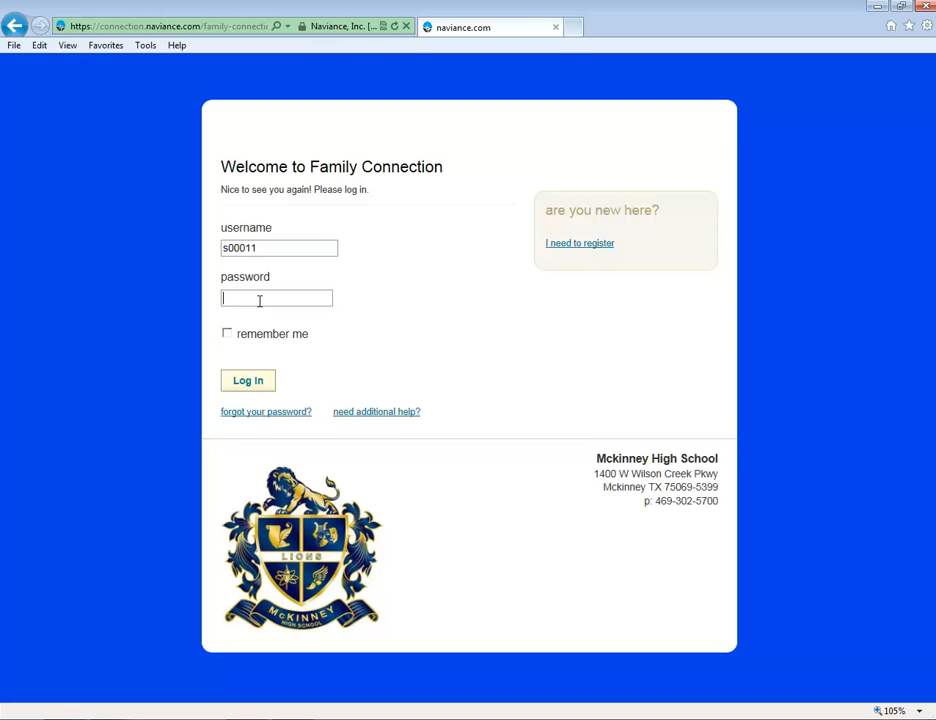 https://connection.naviance.com/family-connectic
Naviance, Inc. [...
naviance.com
File Edit View Favorites Tools Help
Welcome to Family Connection
Nice to see you again! Please log in.
are you new here?
username
I need to register
s00011
password
remember me
Log In
forgot your password? need additional help?
Mckinney High School
1400 W Wilson Creek Pkwy
Mckinney TX 75069-5399
p: 469-302-5700
LIONS
McKINNEY
HIGH SCHOOL
105%